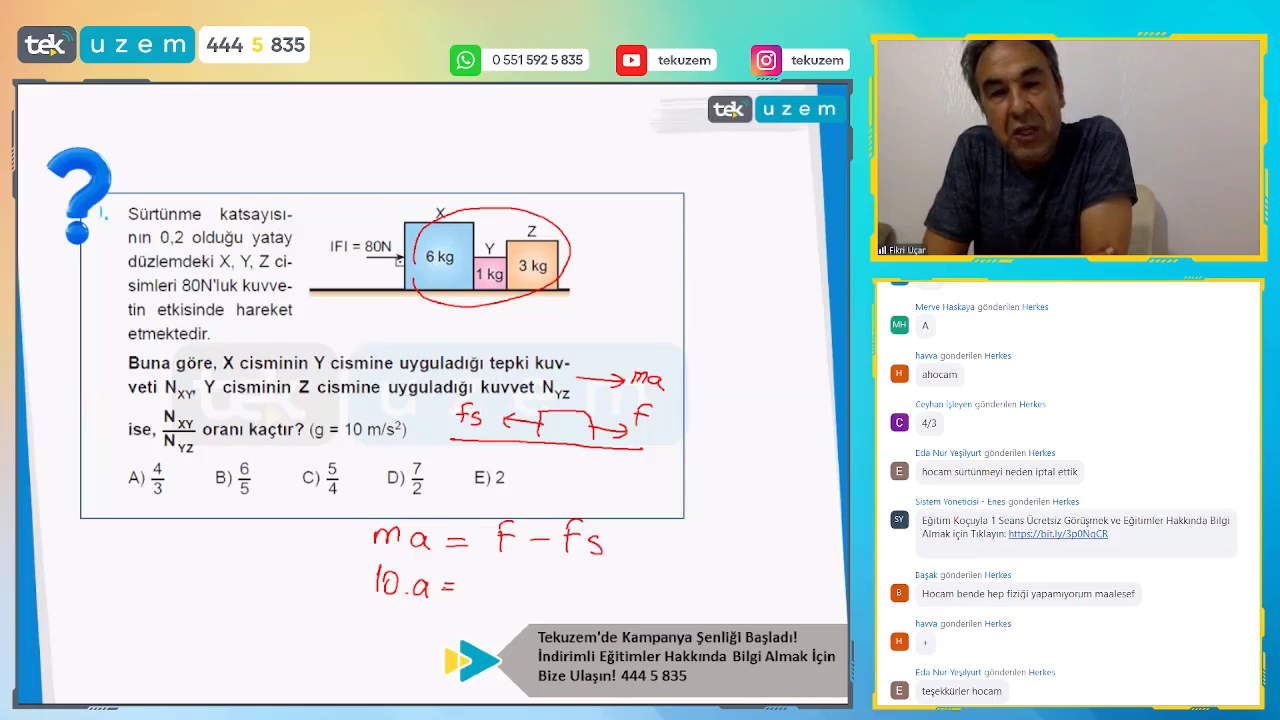 tek
uzem
444 5 835
0 551 592 5 835
tekuzem
tekuzem
tek
uzem
1.
Sürtünme katsayısı-
nın 0,2 olduğu yatay
düzlemdeki X, Y, Z ci-
simleri 80N'luk kuvve-
tin etkisinde hareket
etmektedir.
|F| = 80N
X
6 kg
Y
1 kg
Z
3 kg
Buna göre, X cisminin Y cismine uyguladığı tepki kuv-
veti NXY, Y cisminin Z cismine uyguladığı kuvvet NYZ
ise, NXY/NYZ oranı kaçtır? (g = 10 m/s²)
A) 4/3 B) 6/5 C) 5/4 D) 7/2 E) 2
ma
fs
F
ma = F - fs
10.a =
Tekuzem'de Kampanya Şenliği Başladı!
İndirimli Eğitimler Hakkında Bilgi Almak İçin
Bize Ulaşın! 444 5 835
Fikri Uçar
Merve Haskaya gönderilen Herkes
MH
A
havva gönderilen Herkes
H
ahocam
Ceyhan İşleyen gönderilen Herkes
C
4/3
Eda Nur Yeşilyurt gönderilen Herkes
E
hocam sürtünmeyi neden iptal ettik
Sistem Yoneticisi - Enes gönderilen Herkes
SY
Eğitim Koçuyla 1 Seans Ücretsiz Görüşmek ve Eğitimler Hakkında Bilgi
Almak için Tıklayın: https://bit.ly/3p0NqCR
Başak gönderilen Herkes
B
Hocam bende hep fiziği yapamıyorum maalesef
havva gönderilen Herkes
H
+
Eda Nur Yeşilyurt gönderilen Herkes
E
teşekkürler hocam